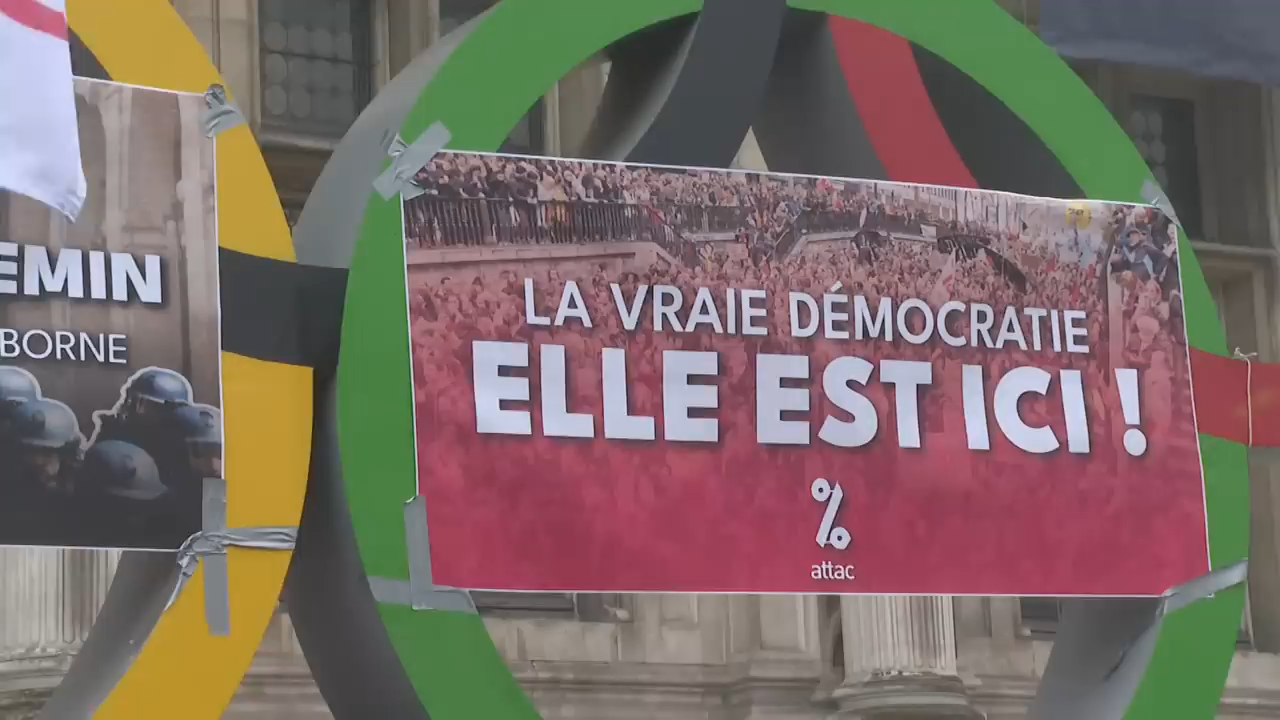 EMIN
BORNE
LA VRAIE DÉMOCRATIE
ELLE EST ICI !
%
attac